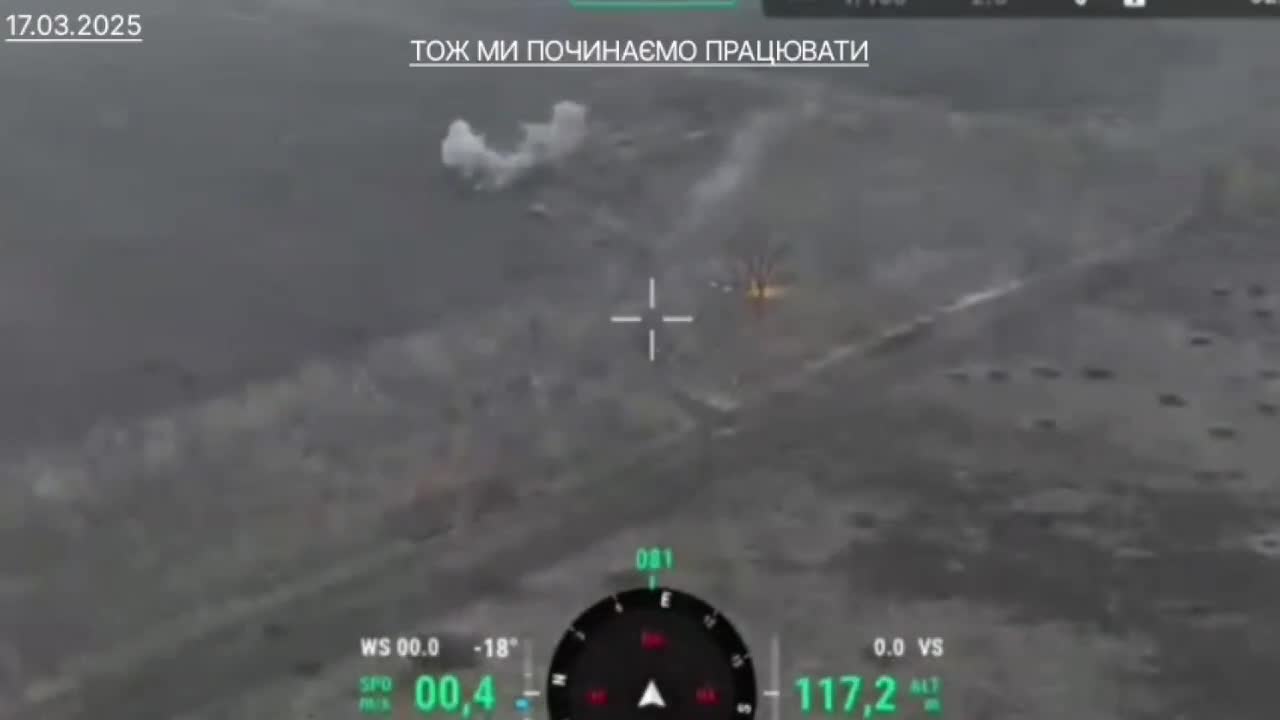 17.03.2025
ТОЖ МИ ПОЧИНАЄМО ПРАЦЮВАТИ
081
E
N
WS 00.0 -18° 0.0 VS
SPD 00,4 117,2 ALT
m